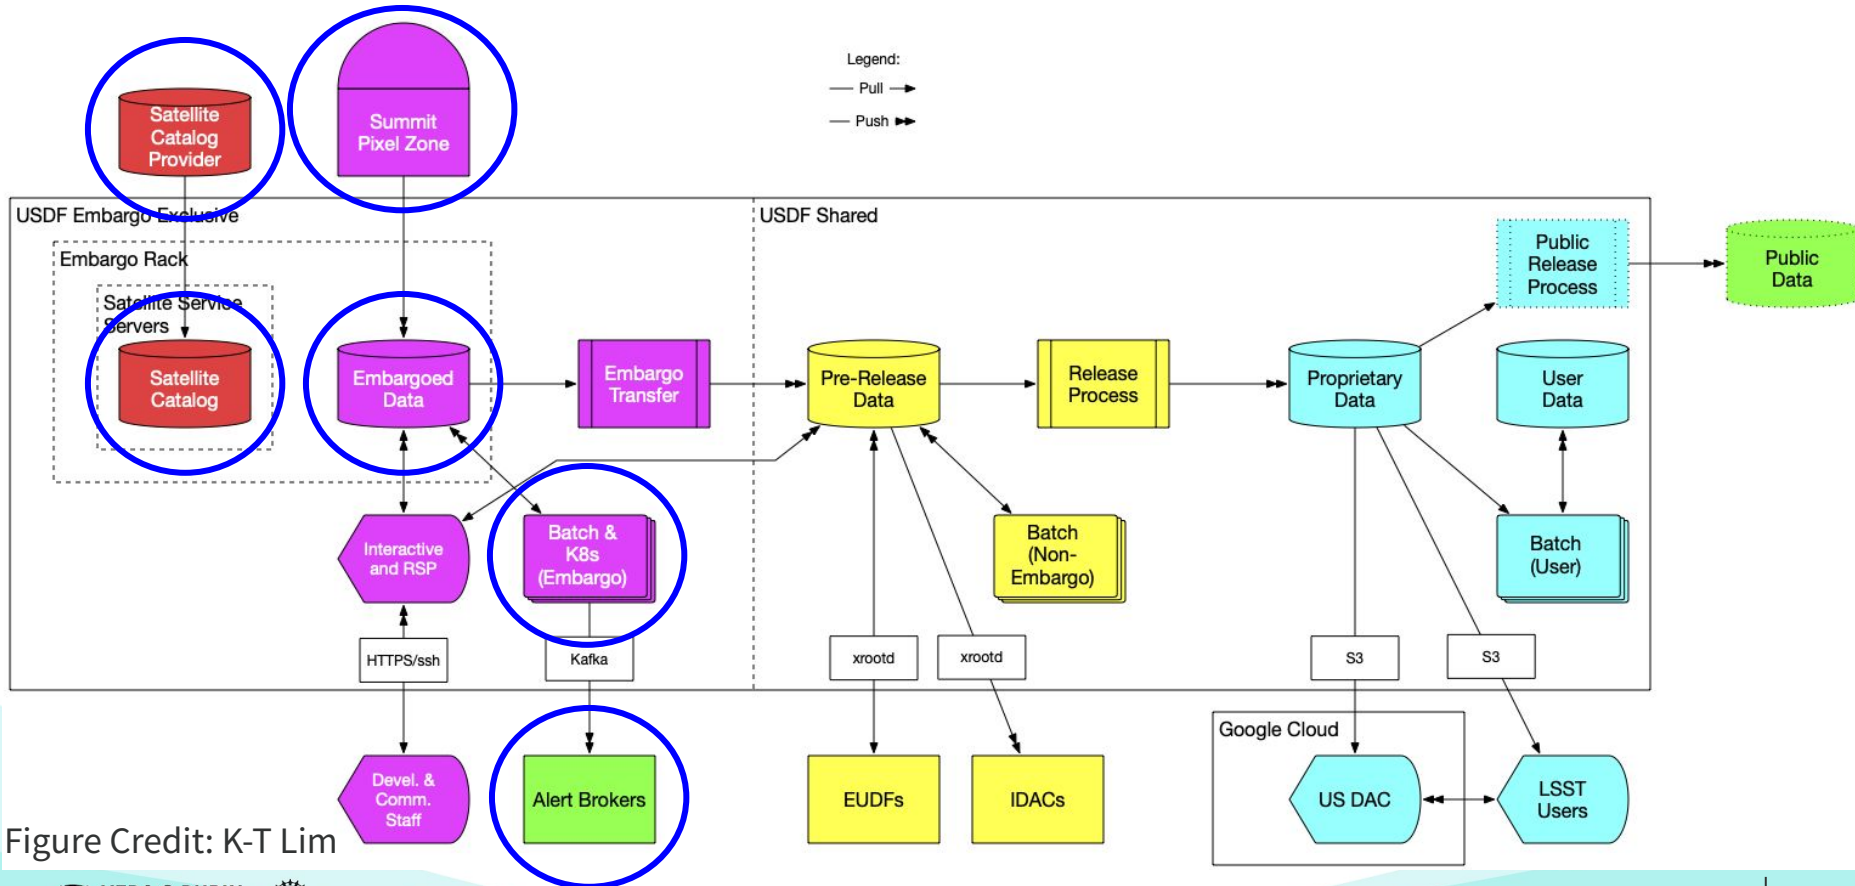 Satellite
Catalog
Provider
Summit
Pixel Zone
Legend:
Pull
Push
USDF Embargo Exclusive
USDF Shared
Embargo Rack
Satellite Service
Servers
Satellite
Catalog
Embargoed
Data
Embargo
Transfer
Pre-Release
Data
Release
Process
Proprietary
Data
Public
Release
Process
Public
Data
User
Data
Interactive
and RSP
Batch &
K8s
(Embargo)
Batch
(Non-
Embargo)
Batch
(User)
HTTPS/ssh
Kafka
xrootd
xrootd
S3
S3
Google Cloud
Devel. &
Comm.
Staff
Alert Brokers
EUDFs
IDACs
US DAC
LSST
Users
Figure Credit: K-T Lim